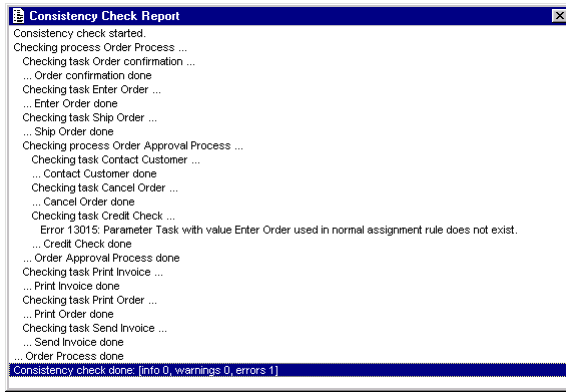 Consistency Check Report
Consistency check started.
Checking process Order Process ...
Checking task Order confirmation ...
... Order confirmation done
Checking task Enter Order ...
... Enter Order done
Checking task Ship Order ...
... Ship Order done
Checking process Order Approval Process ...
Checking task Contact Customer ...
... Contact Customer done
Checking task Cancel Order ...
... Cancel Order done
Checking task Credit Check ...
Error 13015: Parameter Task with value Enter Order used in normal assignment rule does not exist.
... Credit Check done
... Order Approval Process done
Checking task Print Invoice ...
... Print Invoice done
Checking task Print Order ...
... Print Order done
Checking task Send Invoice ...
... Send Invoice done
... Order Process done
Consistency check done: [info 0, warnings 0, errors 1]